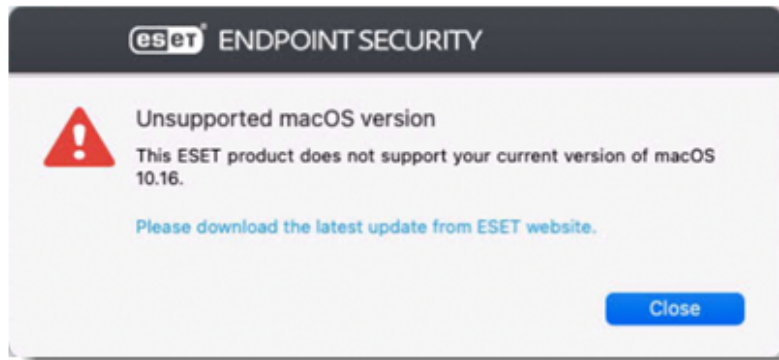 eseT ENDPOINT SECURITY
Unsupported macOS version
This ESET product does not support your current version of macOS
10.16.
Please download the latest update from ESET website.
Close